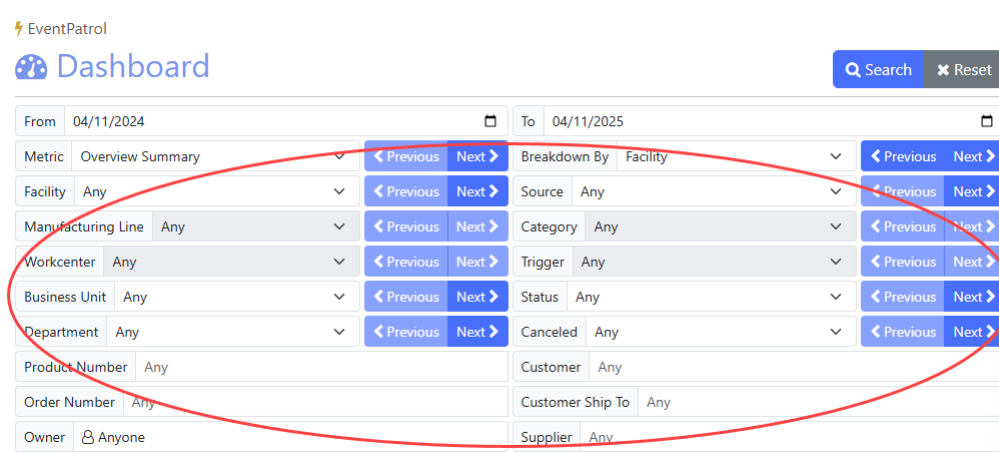 EventPatrol
Dashboard
Search Reset
From 04/11/2024 To 04/11/2025
Metric Overview Summary Previous Next Breakdown By Facility Previous Next
Facility Any Previous Next Source Any Previous Next
Manufacturing Line Any Previous Next Category Any Previous Next
Workcenter Any Previous Next Trigger Any Previous Next
Business Unit Any Previous Next Status Any Previous Next
Department Any Previous Next Canceled Any Previous Next
Product Number Any Customer Any
Order Number Any Customer Ship To Any
Owner Anyone Supplier Any